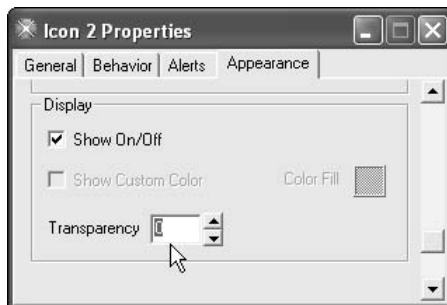 Icon 2 Properties
General Behavior Alerts Appearance
Display
Show On/Off
Show Custom Color Color Fill
Transparency 0